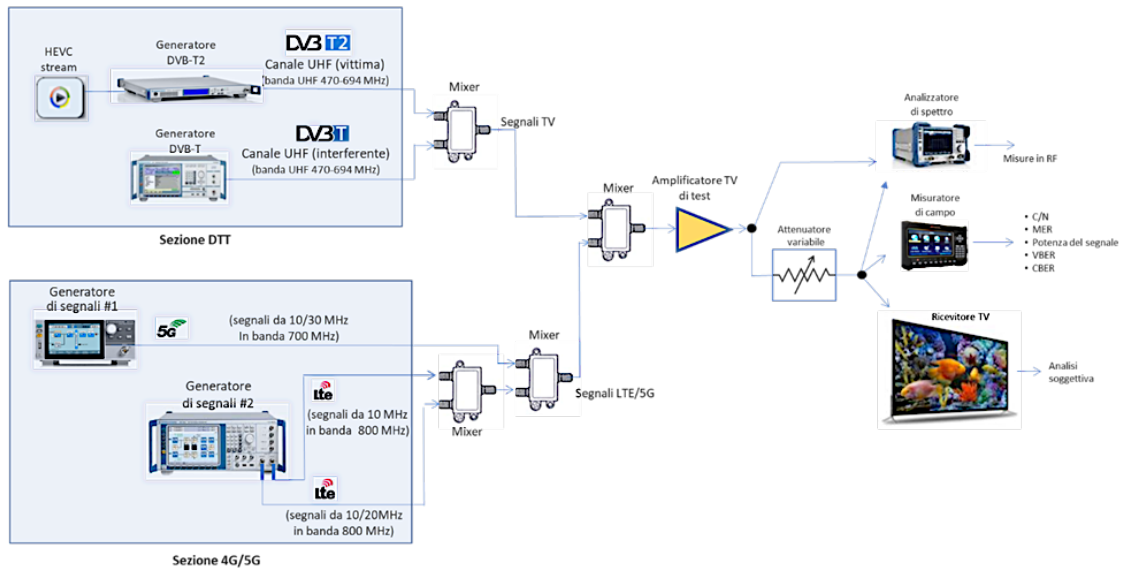 HEVC
stream
Generatore
DVB-T2
DVB T2
Canale UHF (vittima)
(banda UHF 470-694 MHz)
Generatore
DVB-T
DVB T
Canale UHF (interferente)
(banda UHF 470-694 MHz)
Sezione DTT
Mixer
Segnali TV
Mixer
Amplificatore TV
di test
Attenuatore
variabile
Analizzatore
di spettro
Misure in RF
Misuratore
di campo
• C/N
• MER
• Potenza del segnale
• VBER
• CBER
Ricevitore TV
Analisi
soggettiva
Generatore
di segnali #1
5G
(segnali da 10/30 MHz
In banda 700 MHz)
Generatore
di segnali #2
lte
(segnali da 10 MHz
in banda 800 MHz)
lte
(segnali da 10/20MHz
in banda 800 MHz)
Mixer
Mixer
Segnali LTE/5G
Sezione 4G/5G